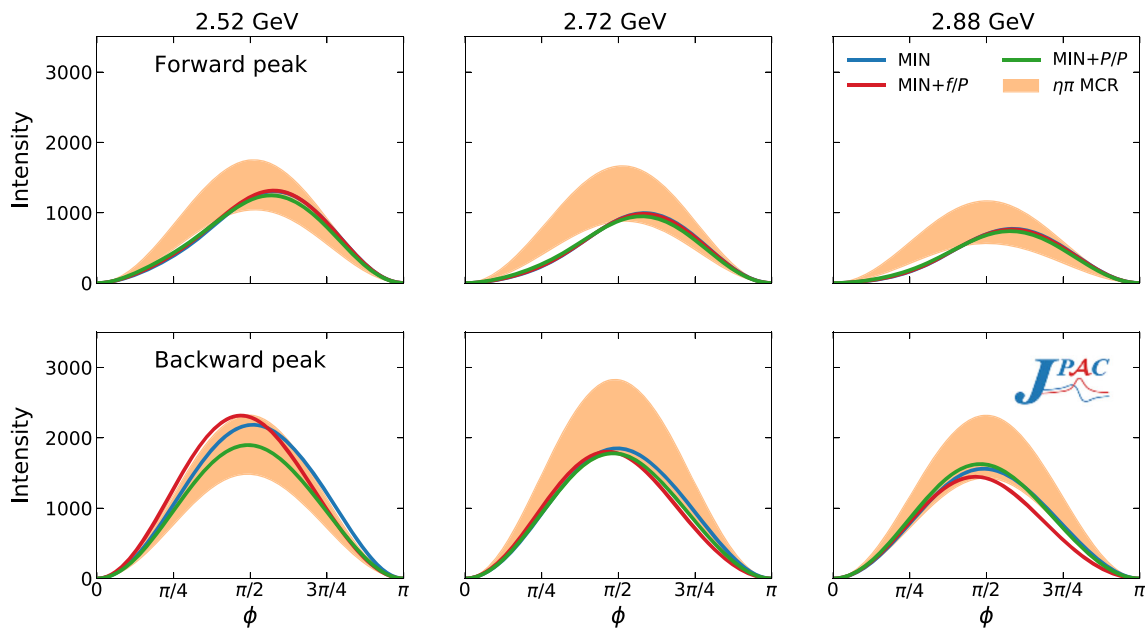 2.52 GeV 2.72 GeV 2.88 GeV
Forward peak
MIN MIN+P/P
MIN+f/P ηπ MCR
Intensity
3000
2000
1000
0
Backward peak
JPAC
Intensity
3000
2000
1000
0
0 π/4 π/2 3π/4 π 0 π/4 π/2 3π/4 π 0 π/4 π/2 3π/4 π
ϕ ϕ ϕ